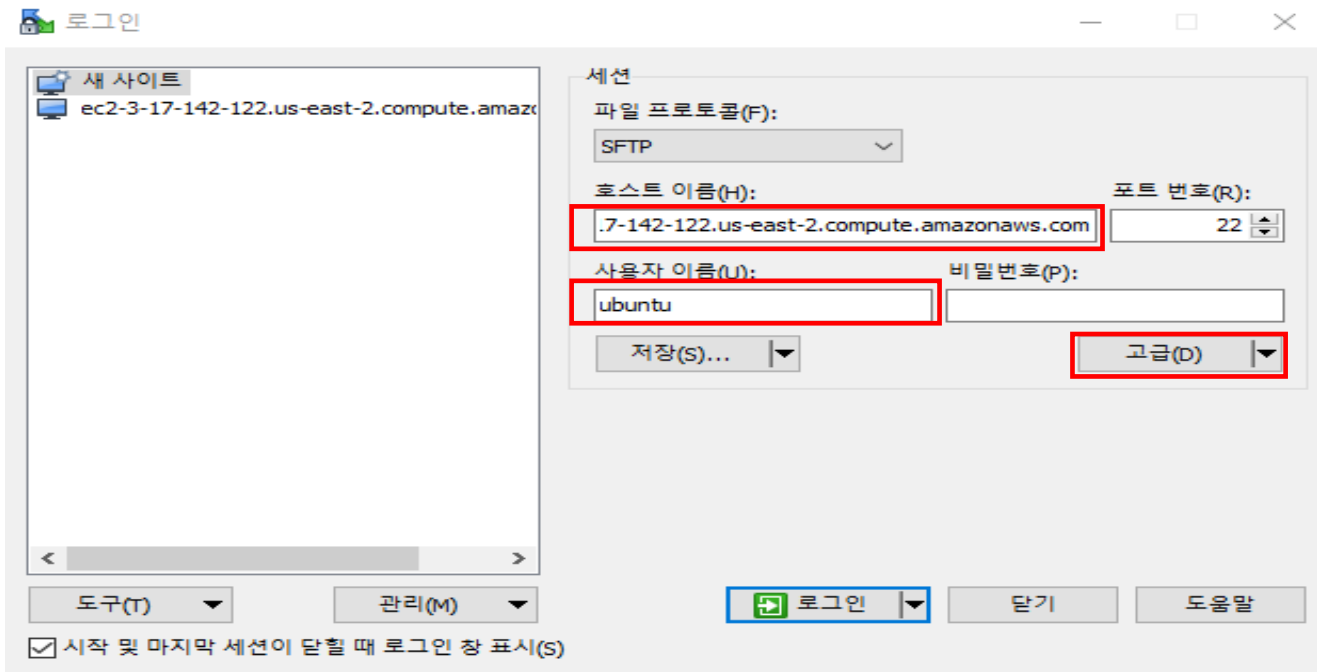 로그인
새 사이트
ec2-3-17-142-122.us-east-2.compute.amaz
세션
파일 프로토콜(F):
SFTP
호스트 이름(H):
포트 번호(R):
.7-142-122.us-east-2.compute.amazonaws.com
22
사용자 이름(U):
비밀번호(P):
ubuntu
저장(S)...
고급(D)
도구(T)
관리(M)
로그인
닫기
도움말
시작 및 마지막 세션이 닫힐 때 로그인 창 표시(S)